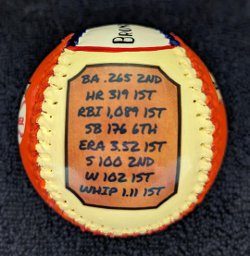 BA .265 2ND
HR 319 1ST
RBI 1,089 1ST
SB 176 6TH
ERA 3.52 1ST
S 100 2ND
W 102 1ST
WHIP 1.11 1ST